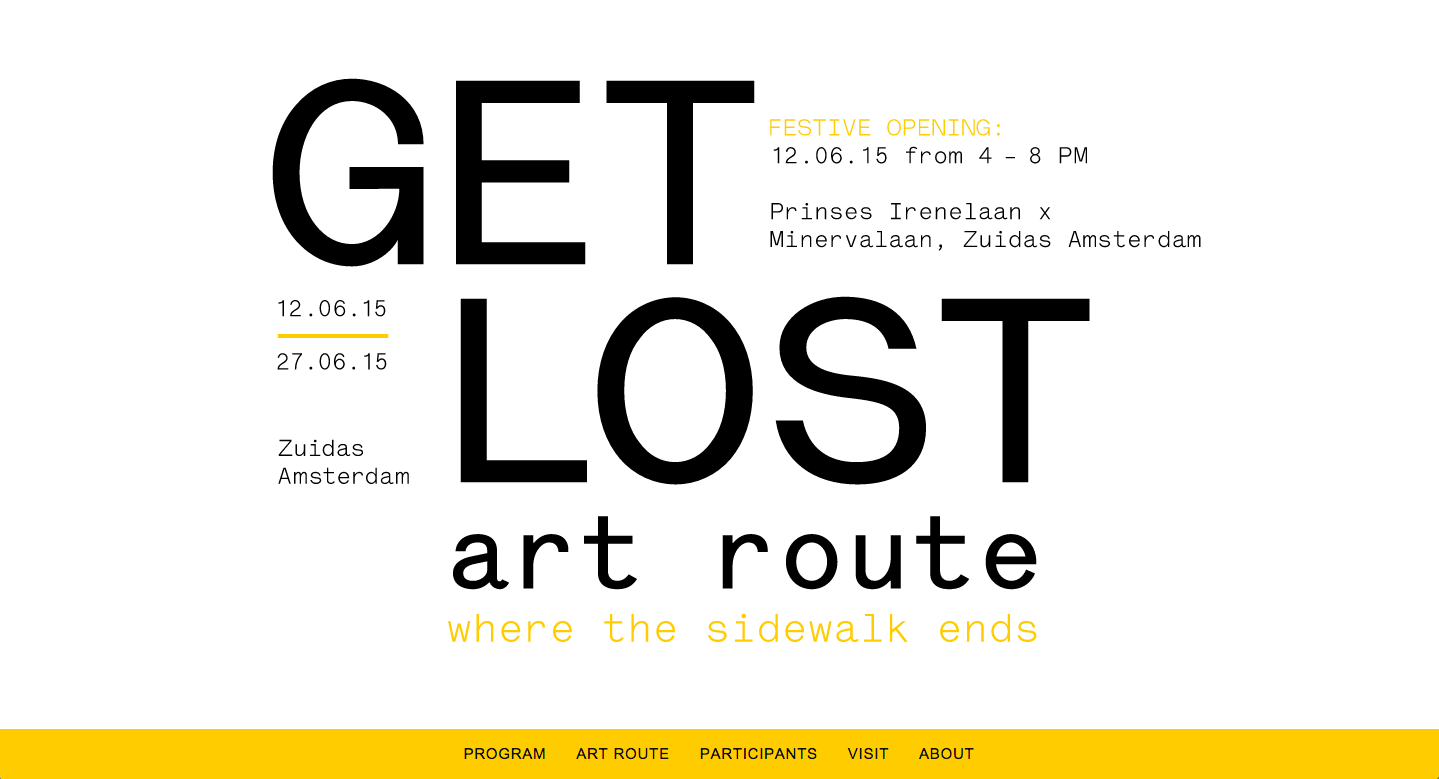 GET
FESTIVE OPENING:
12.06.15 from 4 – 8 PM
Prinses Irenelaan x
Minervalaan, Zuidas Amsterdam
12.06.15
27.06.15
Zuidas
Amsterdam
LOST
art route
where the sidewalk ends
PROGRAM ART ROUTE PARTICIPANTS VISIT ABOUT